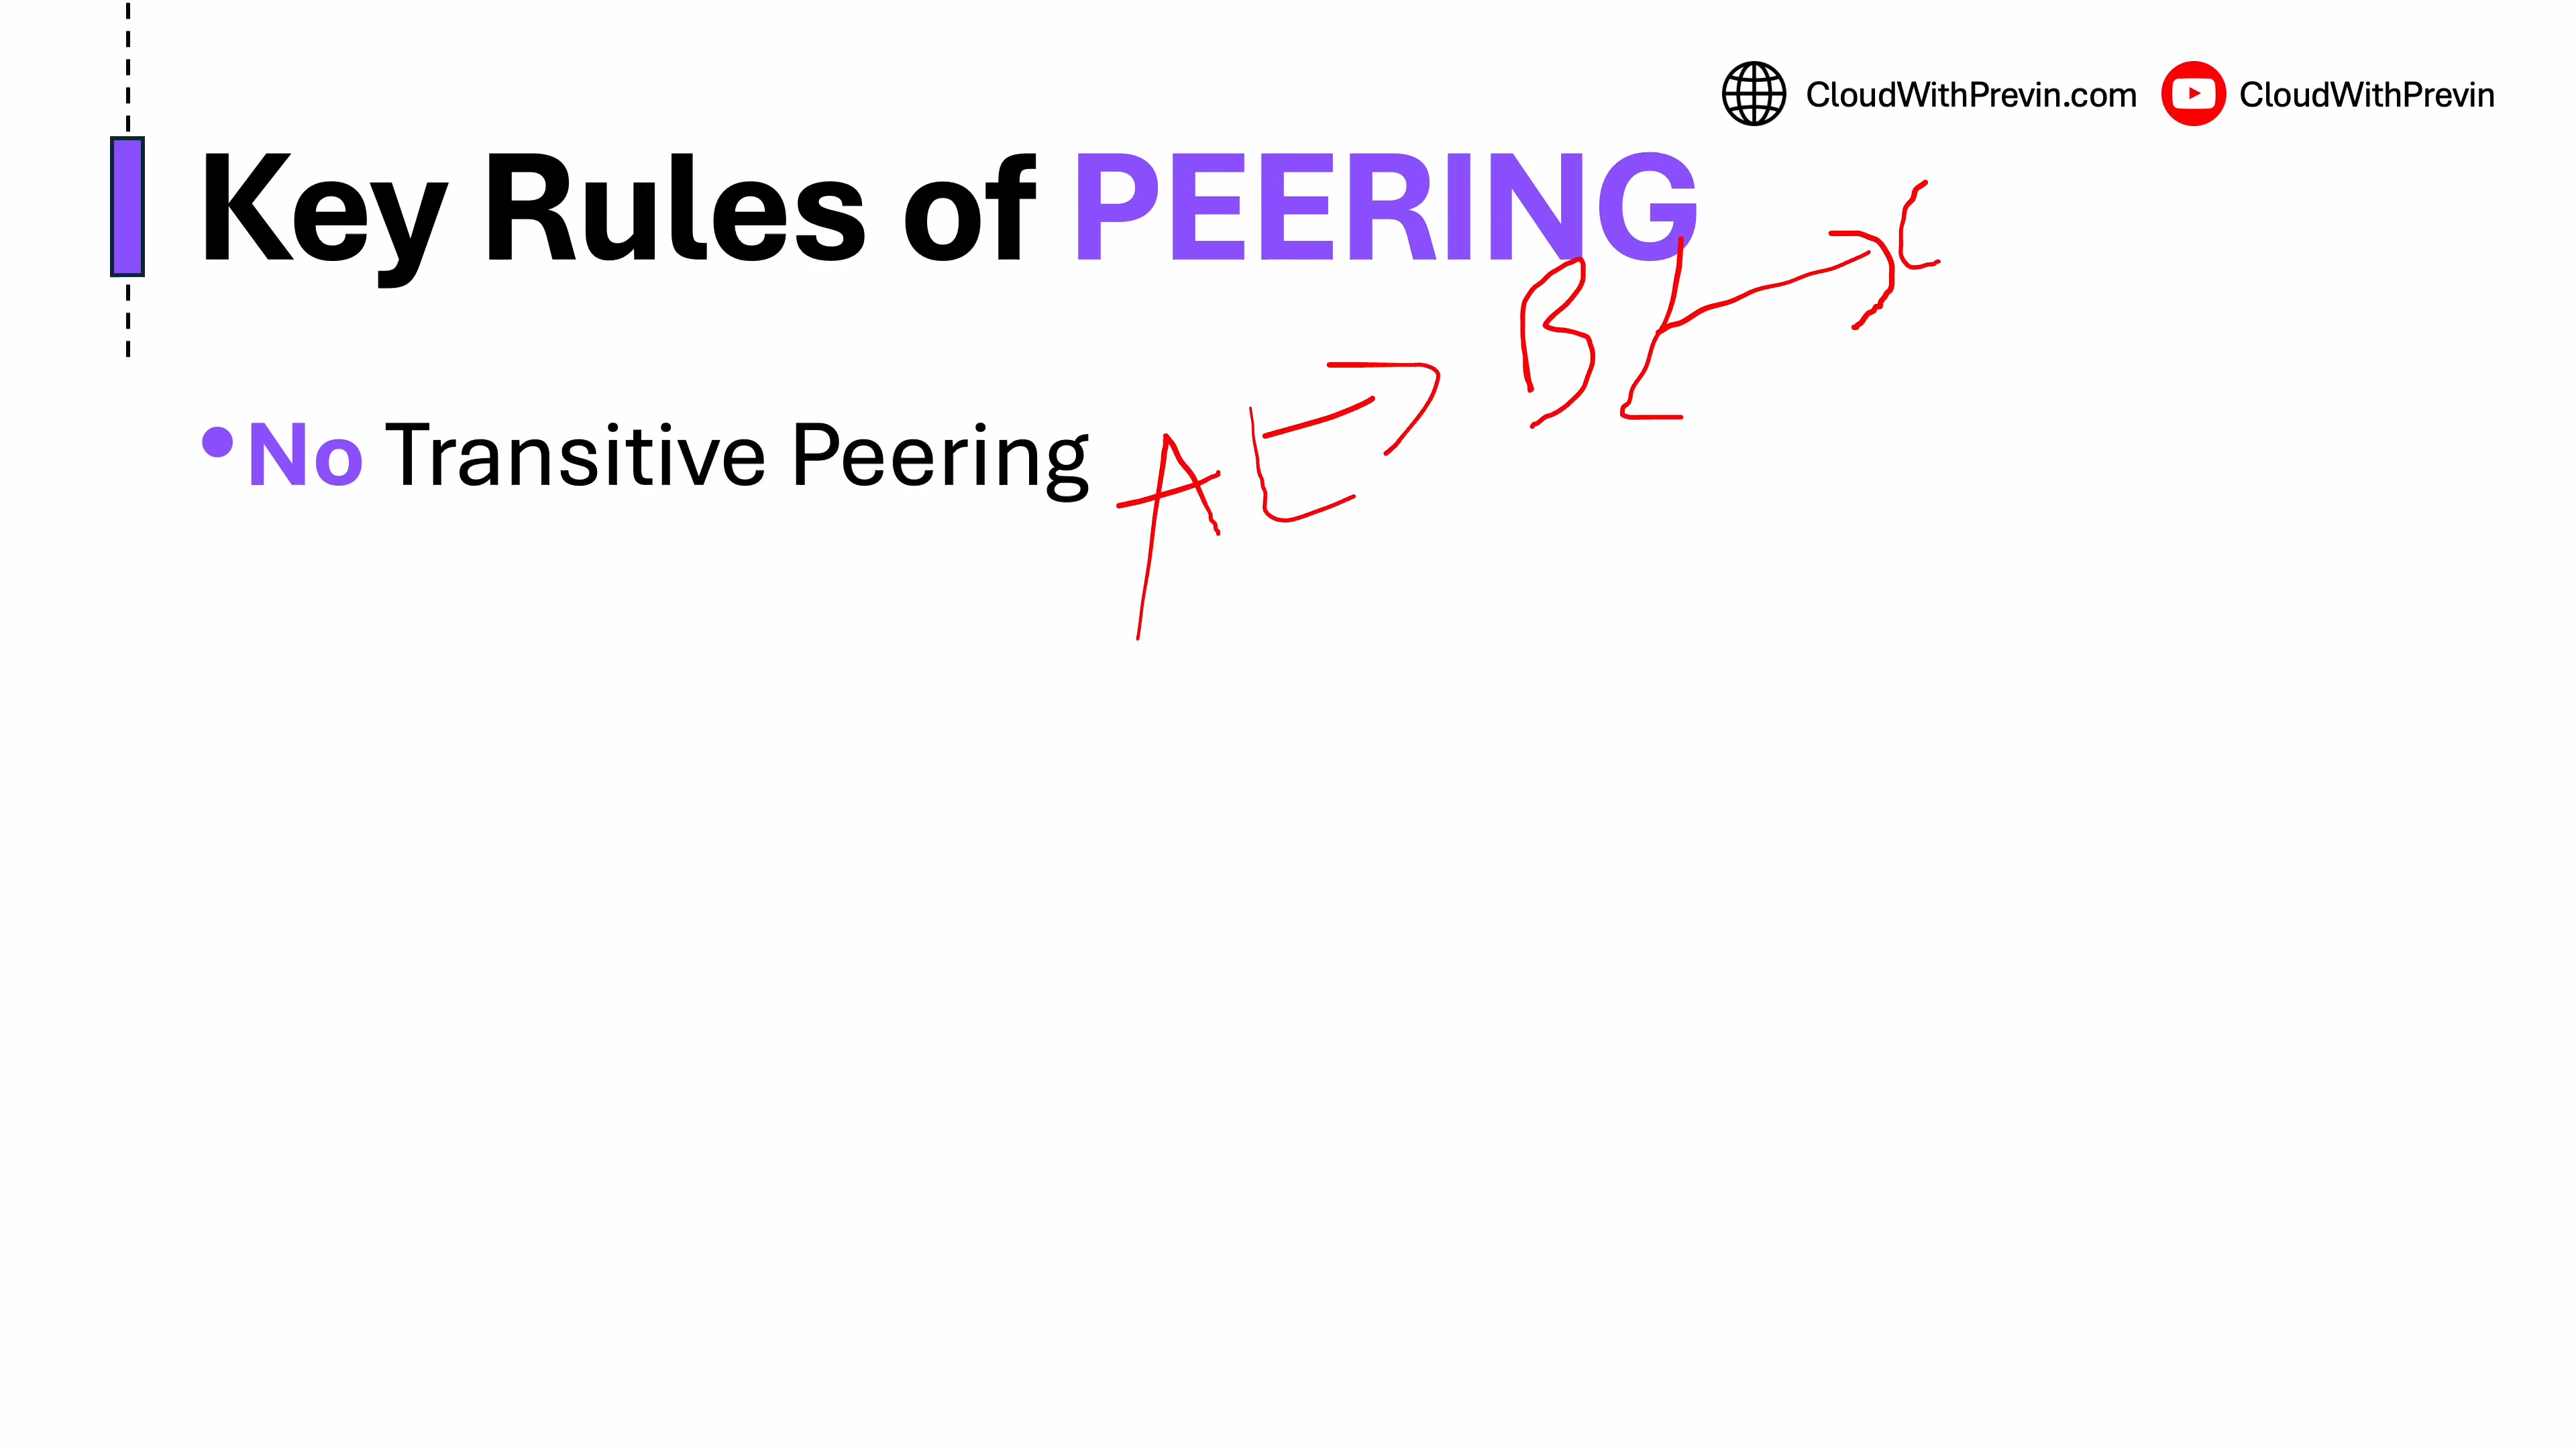 CloudWithPrevin.com CloudWithPrevin
Key Rules of PEERING
B C
• No Transitive Peering A